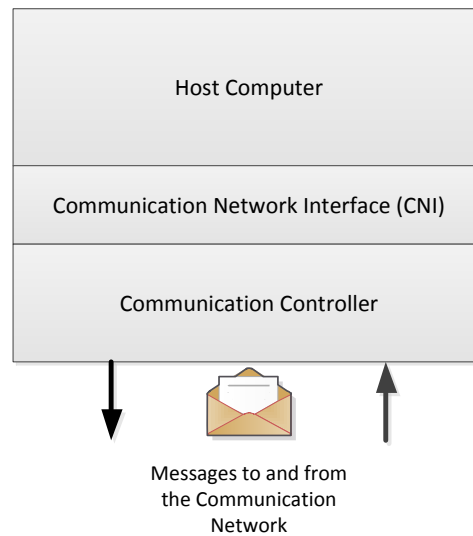 Host Computer
Communication Network Interface (CNI)
Communication Controller
Messages to and from
the Communication
Network